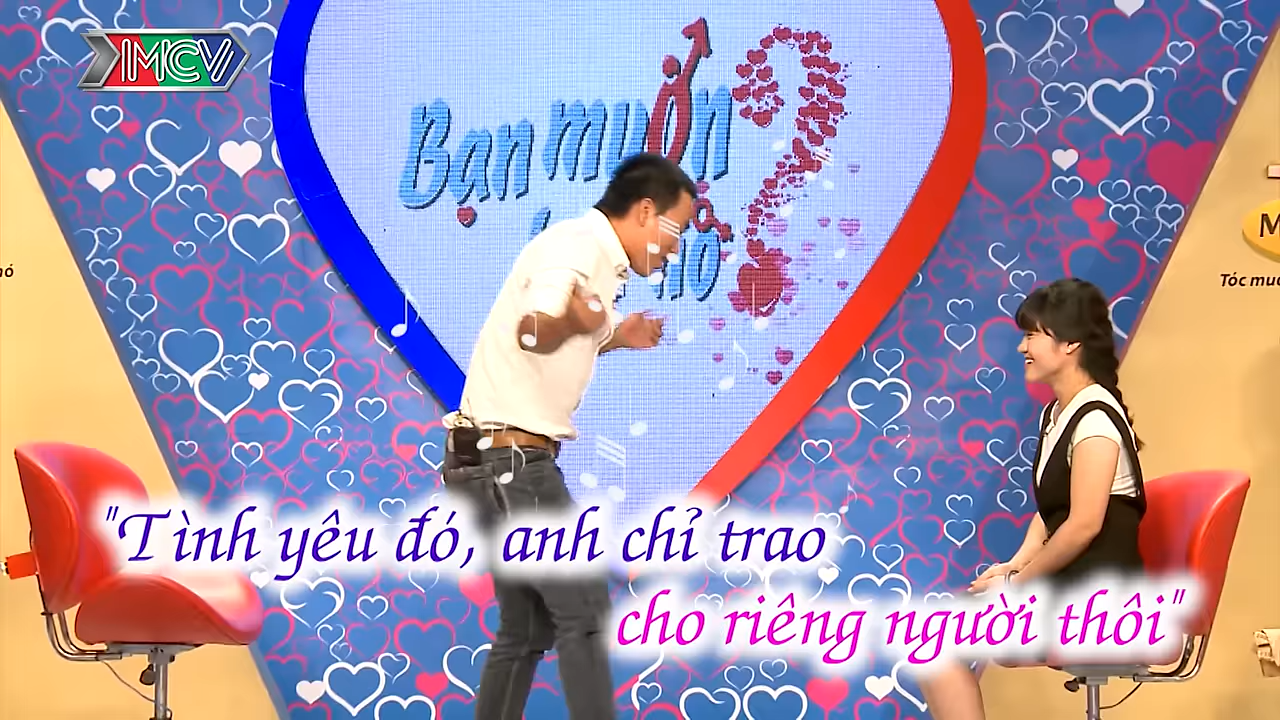 MCV
Bạn muốn
"Tình yêu đó, anh chỉ trao
cho riêng người thôi"